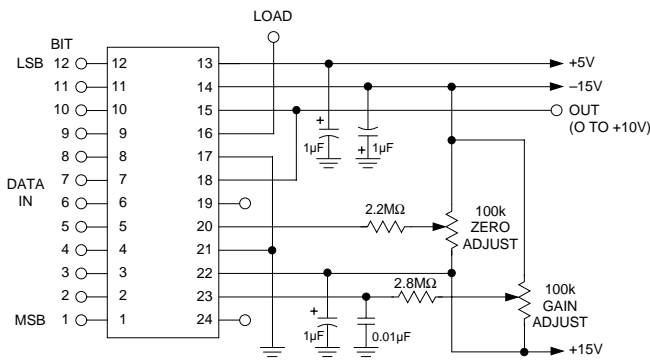 LOAD
BIT
LSB 12 12 13 +5V
11 11 14 –15V
10 10 15 OUT
(O TO +10V)
9 9 16
8 8 17
DATA
IN
7 7 18
6 6 19
5 5 20
4 4 21
3 3 22
2 2 23
MSB 1 1 24
+
1µF
+
1µF
2.2MΩ
100k
ZERO
ADJUST
2.8MΩ
100k
GAIN
ADJUST
+
1µF
0.01µF
+15V